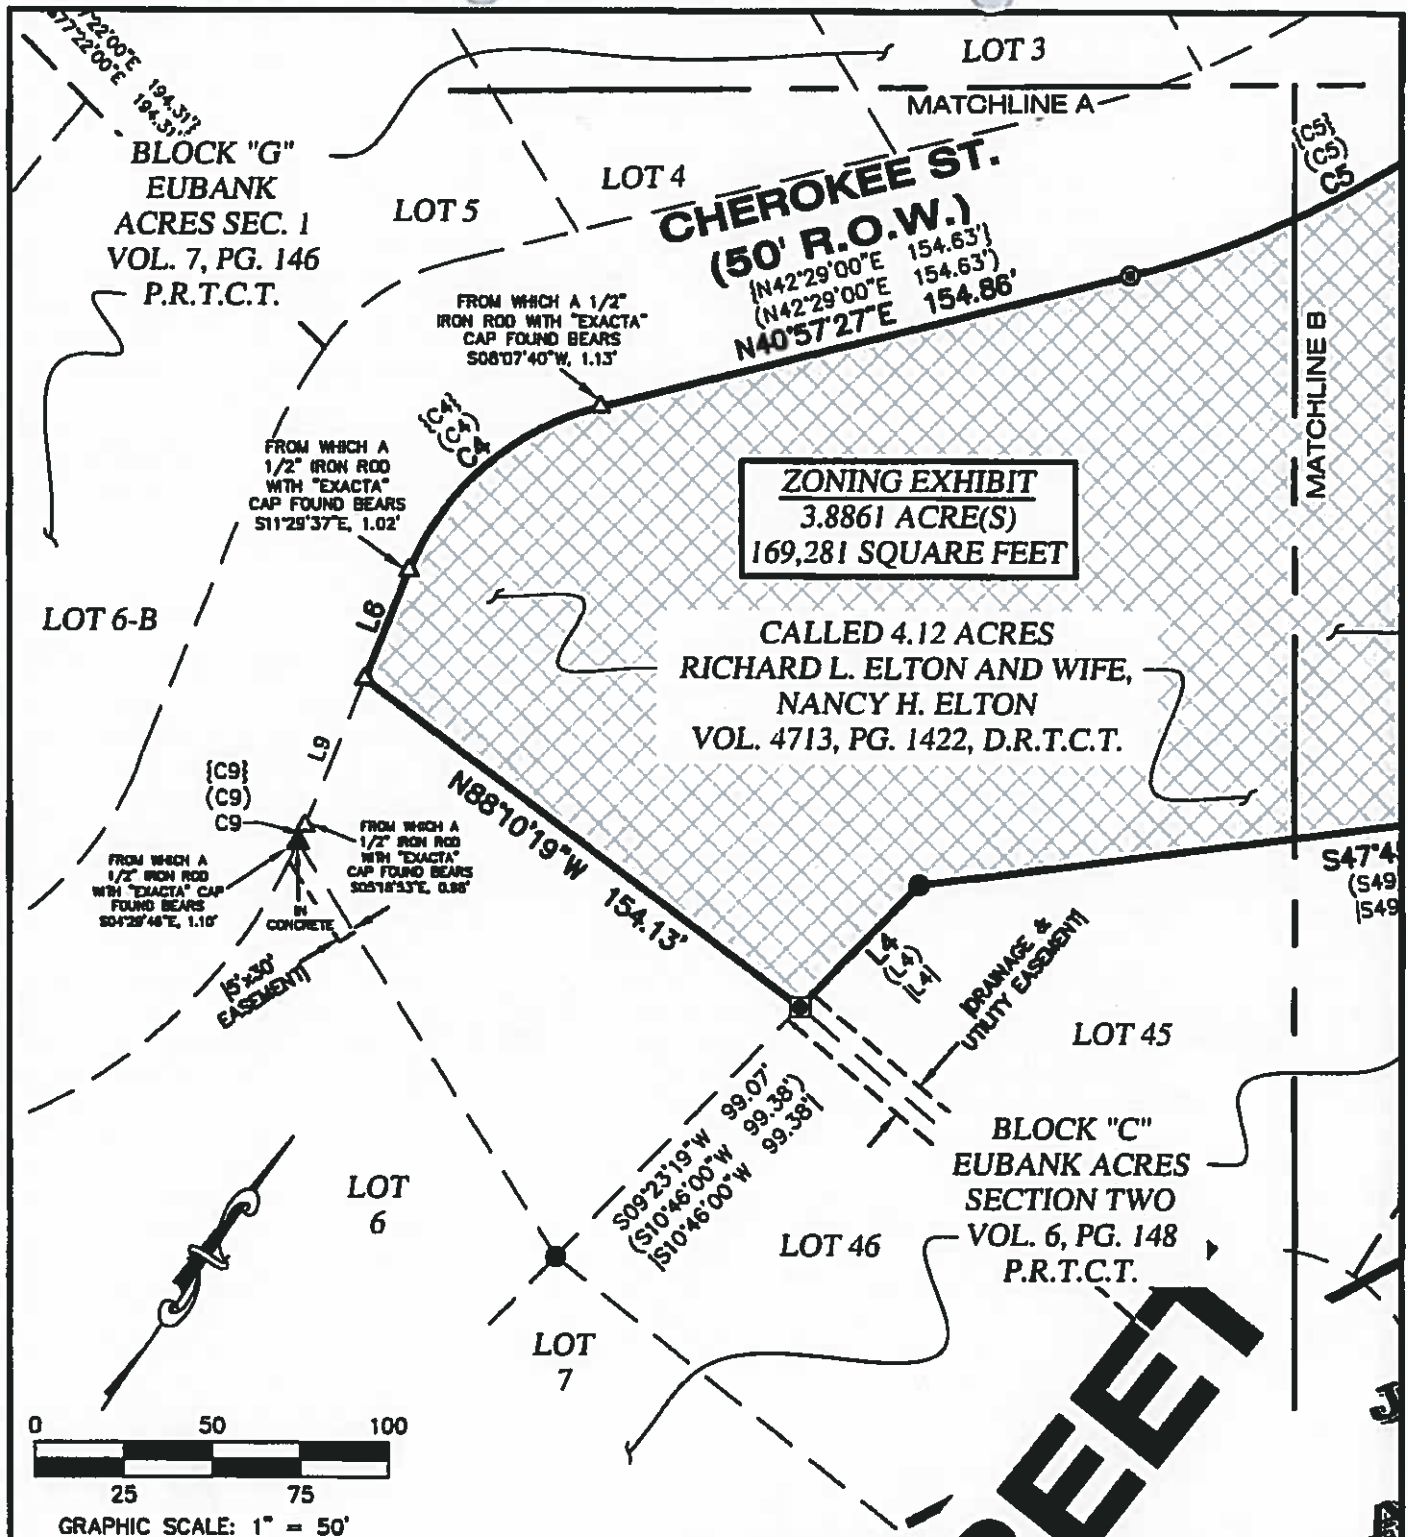 LOT 3
MATCHLINE A
194.31'}
194.31'
BLOCK "G"
EUBANK
ACRES SEC. 1
VOL. 7, PG. 146
P.R.T.C.T.
LOT 5
LOT 4
CHEROKEE ST.
(50' R.O.W.)
{N42°29'00"E 154.63'}
(N42°29'00"E 154.63')
N40°57'27"E 154.86'
{C5}
(C5)
C5
MATCHLINE B
FROM WHICH A 1/2"
IRON ROD WITH "EXACTA"
CAP FOUND BEARS
S08°07'40"W, 1.13'
{C4}
(C4)
C4
FROM WHICH A
1/2" IRON ROD
WITH "EXACTA"
CAP FOUND BEARS
S11°29'37"E, 1.02'
ZONING EXHIBIT
3.8861 ACRE(S)
169,281 SQUARE FEET
LOT 6-B
L6
CALLED 4.12 ACRES
RICHARD L. ELTON AND WIFE,
NANCY H. ELTON
VOL. 4713, PG. 1422, D.R.T.C.T.
L9
{C9}
(C9)
C9
N88°10'19"W 154.13'
FROM WHICH A
1/2" IRON ROD
WITH "EXACTA"
CAP FOUND BEARS
FROM WHICH A
1/2" IRON ROD
WITH "EXACTA" CAP
FOUND BEARS
S04°29'46"E, 1.10'
IN
CONCRETE
|5'x30'
EASEMENT|
S47°4
(S49
|S49
L4
(L4)
|L4|
|DRAINAGE &
UTILITY EASEMENT|
LOT 45
S09°23'19"W 99.07'
(S10°46'00"W 99.38')
|S10°46'00"W 99.38'|
BLOCK "C"
EUBANK ACRES
SECTION TWO
VOL. 6, PG. 148
P.R.T.C.T.
LOT
6
LOT 46
LOT
7
EET
0 50 100
25 75
GRAPHIC SCALE: 1" = 50'